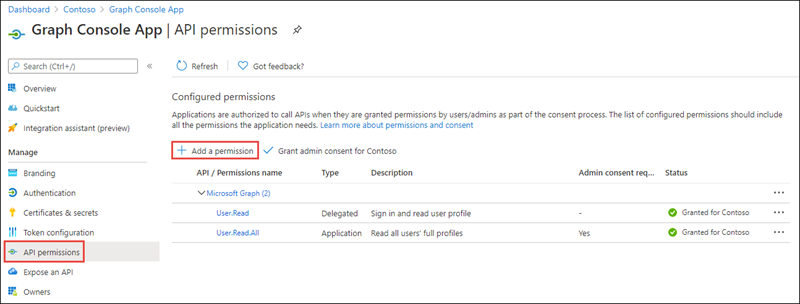 Dashboard > Contoso > Graph Console App
Graph Console App | API permissions
Search (Ctrl+/)
«
Refresh
Got feedback?
Overview
Quickstart
Integration assistant (preview)
Manage
Branding
Authentication
Certificates & secrets
Token configuration
API permissions
Expose an API
Owners
Configured permissions
Applications are authorized to call APIs when they are granted permissions by users/admins as part of the consent process. The list of configured permissions should include
all the permissions the application needs. Learn more about permissions and consent
+ Add a permission ✓ Grant admin consent for Contoso
API / Permissions name Type Description Admin consent req... Status
Microsoft Graph (2) ...
User.Read Delegated Sign in and read user profile - Granted for Contoso ...
User.Read.All Application Read all users' full profiles Yes Granted for Contoso ...